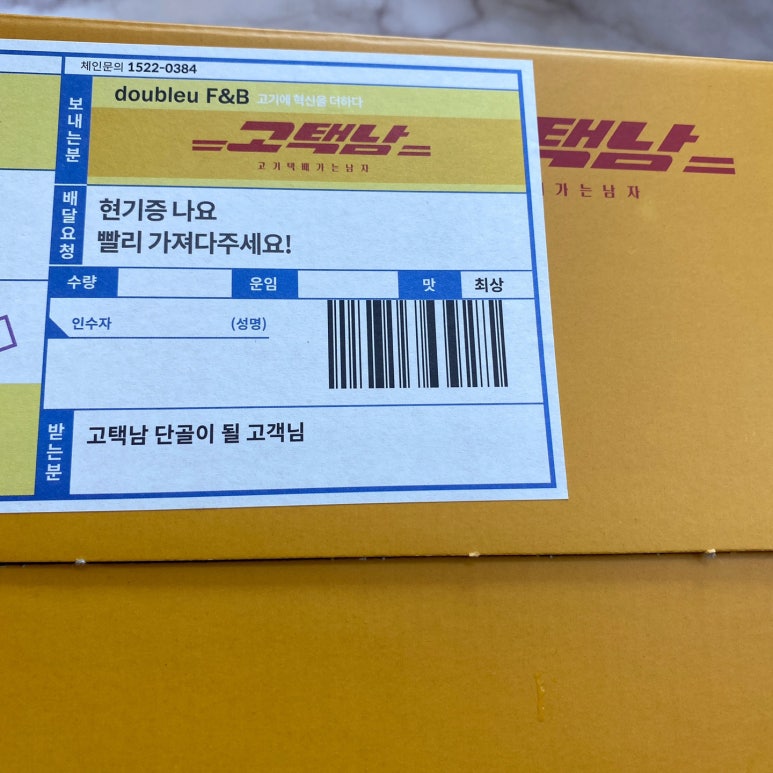 체인문의 1522-0384
보내는분
doubleu F&B 고기에 혁신을 더하다
고택남
고기택배가는남자
배달요청
현기증 나요
빨리 가져다주세요!
수량
운임
맛
최상
인수자
(성명)
받는분
고택남 단골이 될 고객님
택남
가는남자